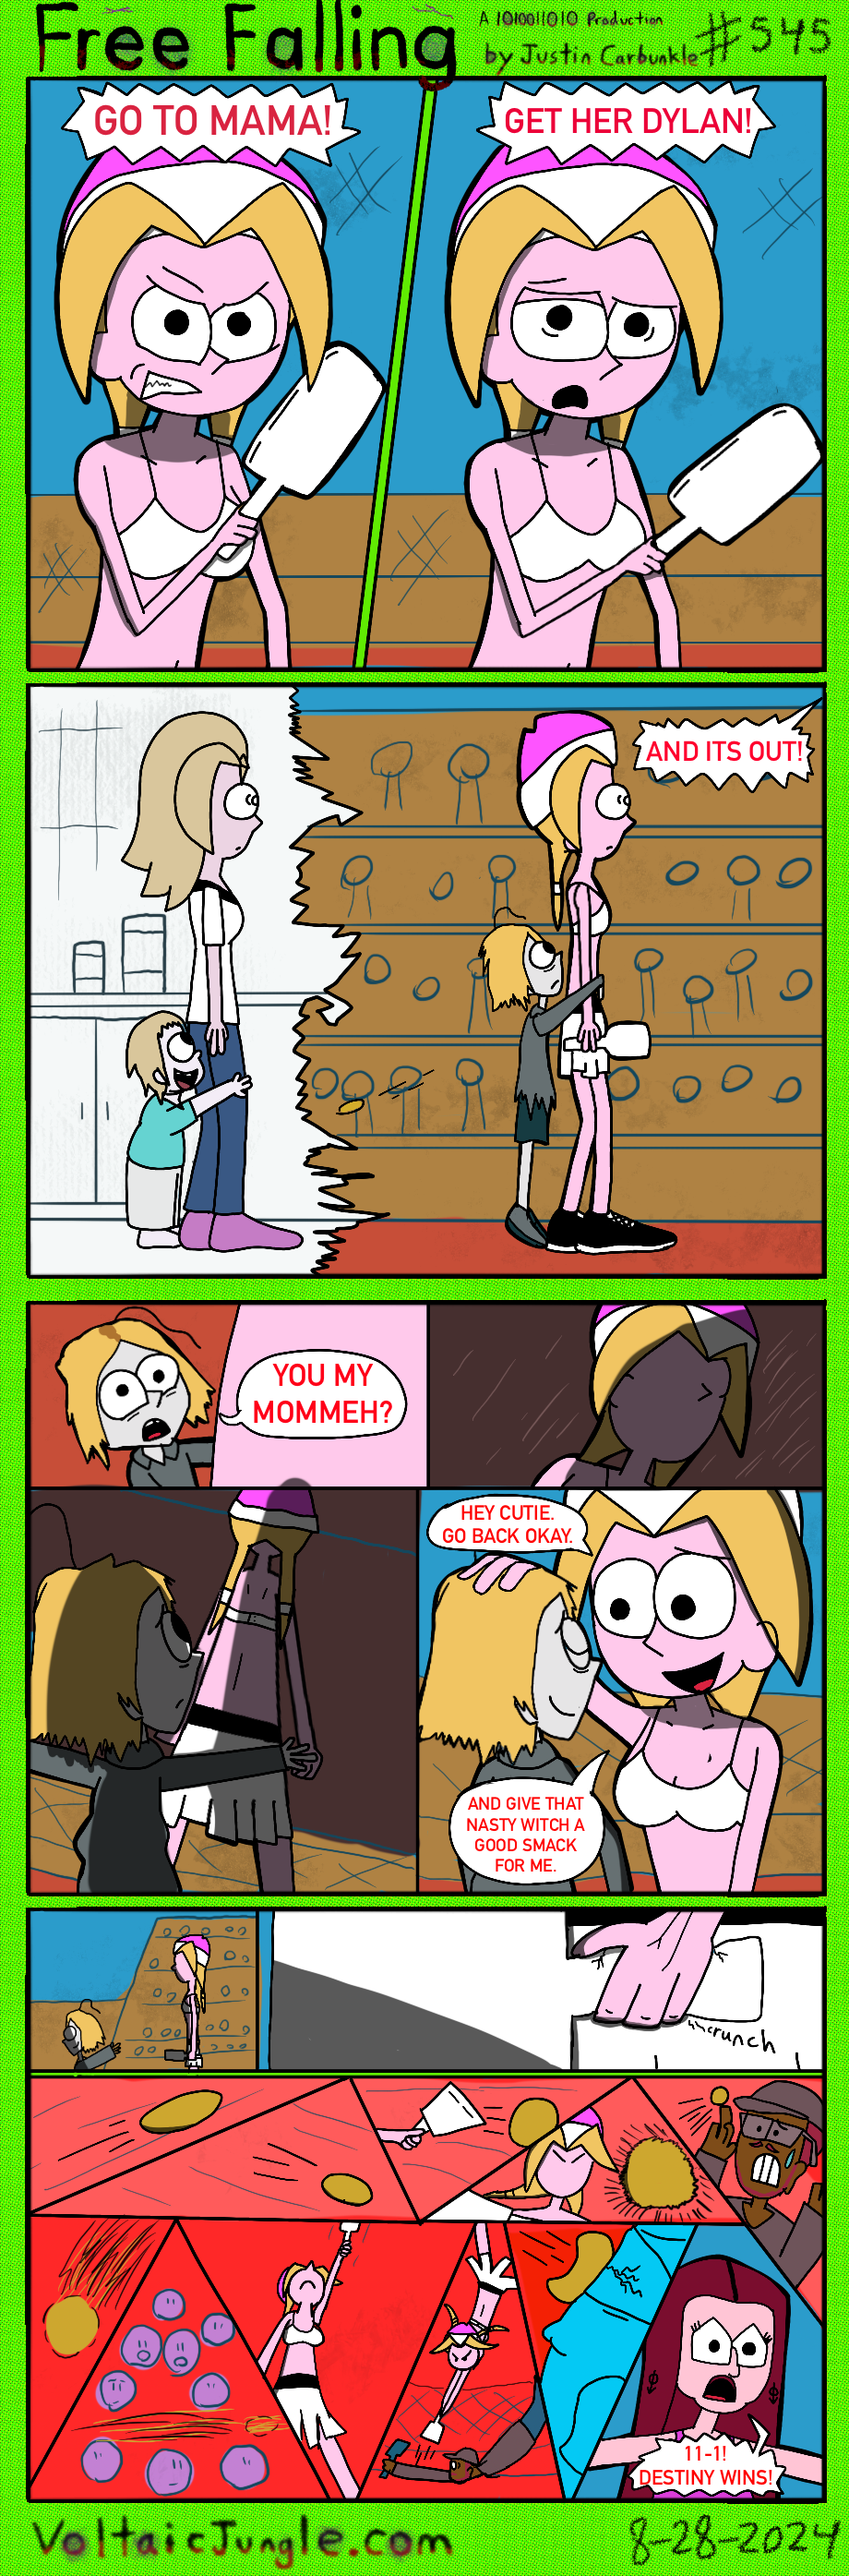 Free Falling
A 1010011010 Production
by Justin Carbunkle
#545
GO TO MAMA!
GET HER DYLAN!
AND ITS OUT!
YOU MY
MOMMEH?
HEY CUTIE.
GO BACK OKAY.
AND GIVE THAT
NASTY WITCH A
GOOD SMACK
FOR ME.
crunch
11-1!
DESTINY WINS!
VoltaicJungle.com
8-28-2024